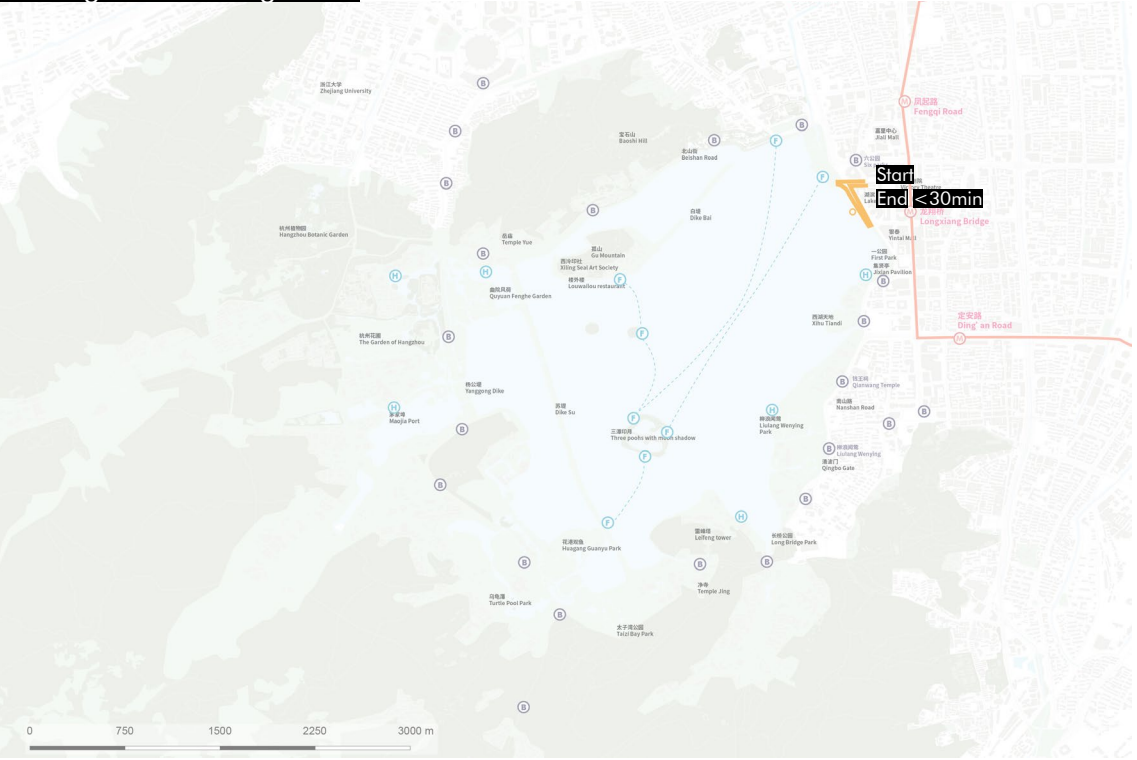 浙江大学
Zhejiang University
宝石山
Baoshi Hill
北山街
Beishan Road
凤起路
Fengqi Road
嘉里中心
Jiali Mall
六公园
Start
End <30min
龙翔桥
Longxiang Bridge
银泰
Yintai Mall
一公园
First Park
集贤亭
Jixian Pavilion
白堤
Dike Bai
杭州植物园
Hangzhou Botanic Garden
岳庙
Temple Yue
孤山
Gu Mountain
西泠印社
Xiling Seal Art Society
楼外楼
Louwailou restaurant
曲院风荷
Quyuan Fenghe Garden
西湖天地
Xihu Tiandi
定安路
Ding' an Road
杭州花圃
The Garden of Hangzhou
杨公堤
Yanggong Dike
钱王祠
Qianwang Temple
南山路
Nanshan Road
苏堤
Dike Su
茅家埠
Maojia Port
柳浪闻莺
Liulang Wenying
Park
三潭印月
Three pools with moon shadow
柳浪闻莺
Liulang Wenying
清波门
Qingbo Gate
雷峰塔
Leifeng tower
长桥公园
Long Bridge Park
花港观鱼
Huagang Guanyu Park
净寺
Temple Jing
乌龟潭
Turtle Pool Park
太子湾公园
Taizi Bay Park
0 750 1500 2250 3000 m